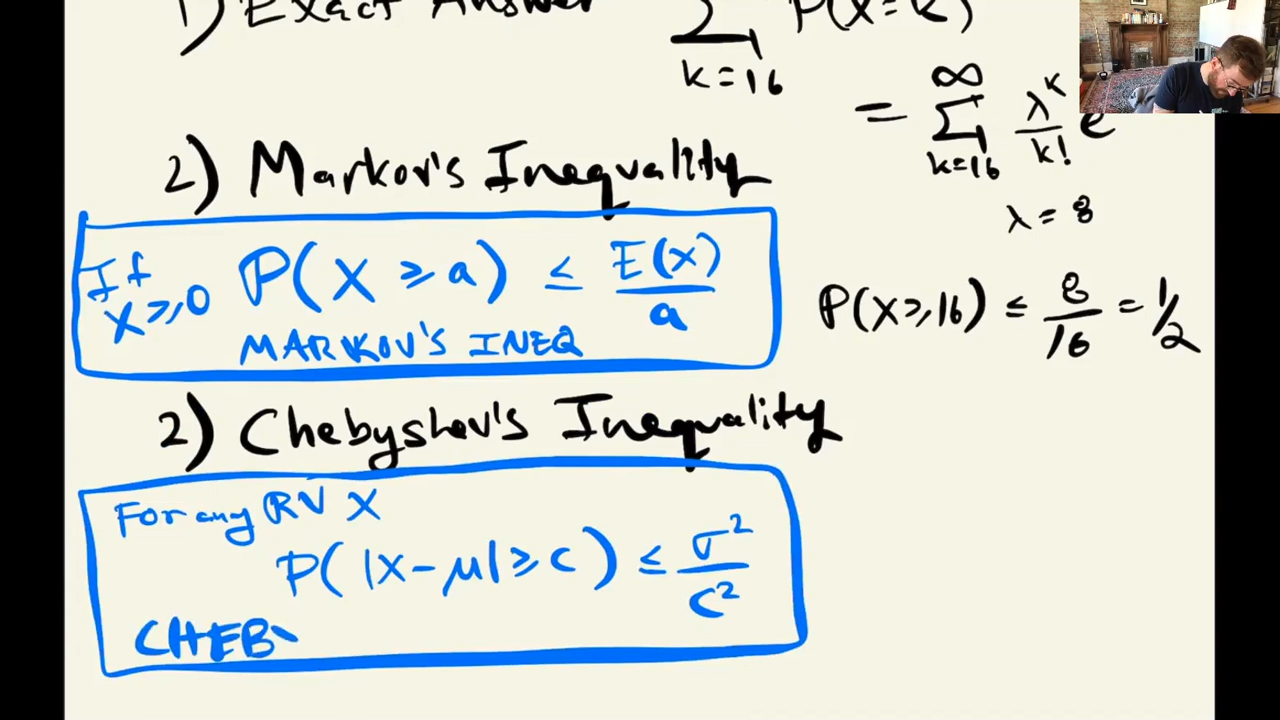 1) Exact Answer
∑ P(X=k)
k=16
= ∞∑k=16 λ^k/k! e
λ = 8
2) Markov's Inequality
If X≥0 P(X≥a) ≤ E(X)/a
MARKOV'S INEQ
P(X≥16) ≤ 8/16 = 1/2
2) Chebyshev's Inequality
For any RV X
P(|X-μ|≥c) ≤ σ²/c²
CHEB